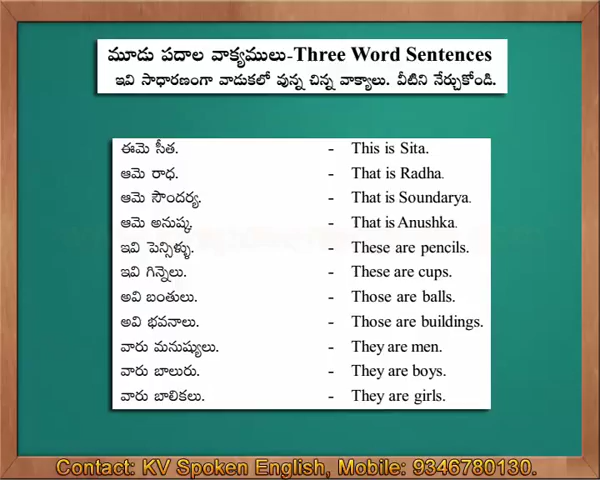 మూడు పదాల వాక్యములు-Three Word Sentences
ఇవి సాధారణంగా వాడుకలో వున్న చిన్న వాక్యాలు. వీటిని నేర్చుకోండి.
ఈమె సీత. - This is Sita.
ఆమె రాధ. - That is Radha.
ఆమె సౌందర్య. - That is Soundarya.
ఆమె అనుష్క. - That is Anushka.
ఇవి పెన్సిళ్ళు. - These are pencils.
ఇవి గిన్నెలు. - These are cups.
అవి బంతులు. - Those are balls.
అవి భవనాలు. - Those are buildings.
వారు మనుష్యులు. - They are men.
వారు బాలురు. - They are boys.
వారు బాలికలు. - They are girls.
Contact: KV Spoken English, Mobile: 9346780130.